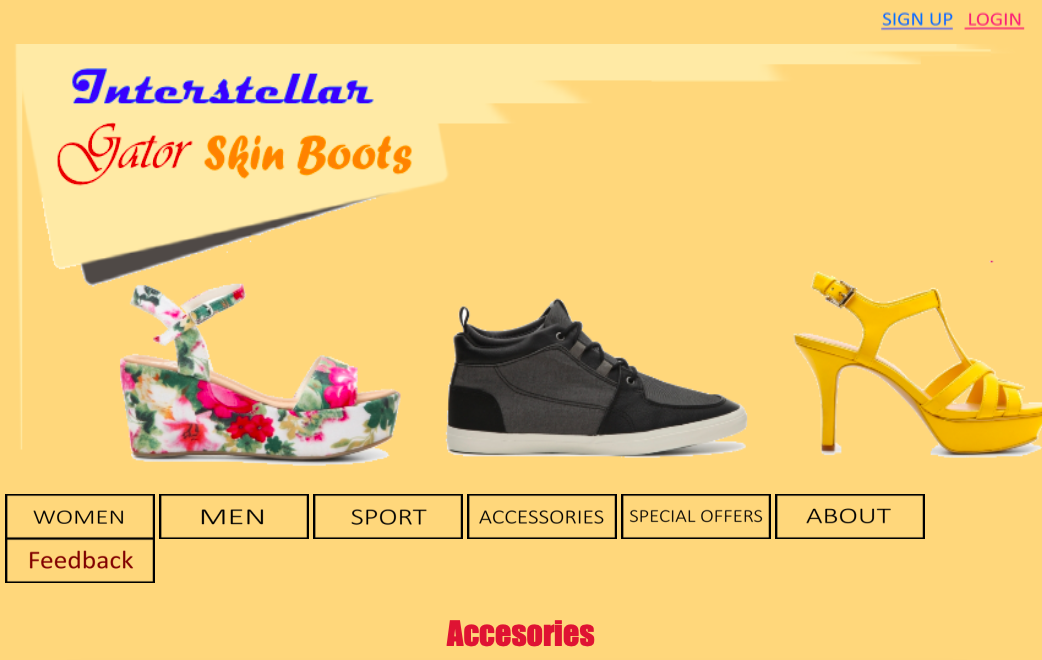 SIGN UP LOGIN
Interstellar
Gator Skin Boots
WOMEN MEN SPORT ACCESSORIES SPECIAL OFFERS ABOUT
Feedback
Accesories